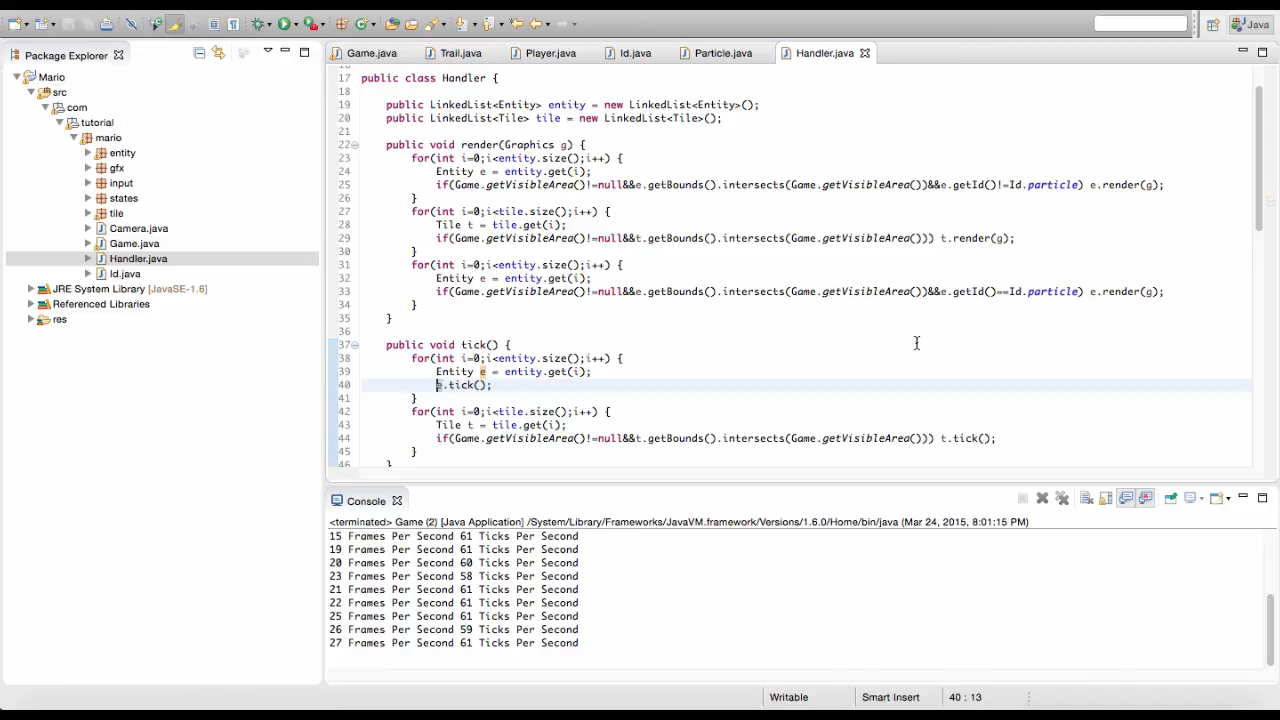 Java
Package Explorer
Mario
src
com
tutorial
mario
entity
gfx
input
states
tile
Camera.java
Game.java
Handler.java
Id.java
JRE System Library [JavaSE-1.6]
Referenced Libraries
res
Game.java Trail.java Player.java Id.java Particle.java Handler.java
16
17 public class Handler {
18
19 public LinkedList<Entity> entity = new LinkedList<Entity>();
20 public LinkedList<Tile> tile = new LinkedList<Tile>();
21
22 public void render(Graphics g) {
23 for(int i=0;i<entity.size();i++) {
24 Entity e = entity.get(i);
25 if(Game.getVisibleArea()!=null&&e.getBounds().intersects(Game.getVisibleArea())&&e.getId()!=Id.particle) e.render(g);
26 }
27 for(int i=0;i<tile.size();i++) {
28 Tile t = tile.get(i);
29 if(Game.getVisibleArea()!=null&&t.getBounds().intersects(Game.getVisibleArea())) t.render(g);
30 }
31 for(int i=0;i<entity.size();i++) {
32 Entity e = entity.get(i);
33 if(Game.getVisibleArea()!=null&&e.getBounds().intersects(Game.getVisibleArea())&&e.getId()==Id.particle) e.render(g);
34 }
35 }
36
37 public void tick() {
38 for(int i=0;i<entity.size();i++) {
39 Entity e = entity.get(i);
40 e.tick();
41 }
42 for(int i=0;i<tile.size();i++) {
43 Tile t = tile.get(i);
44 if(Game.getVisibleArea()!=null&&t.getBounds().intersects(Game.getVisibleArea())) t.tick();
45 }
46 }
Console
<terminated> Game (2) [Java Application] /System/Library/Frameworks/JavaVM.framework/Versions/1.6.0/Home/bin/java (Mar 24, 2015, 8:01:15 PM)
15 Frames Per Second 61 Ticks Per Second
19 Frames Per Second 61 Ticks Per Second
20 Frames Per Second 60 Ticks Per Second
23 Frames Per Second 58 Ticks Per Second
21 Frames Per Second 61 Ticks Per Second
22 Frames Per Second 61 Ticks Per Second
25 Frames Per Second 61 Ticks Per Second
26 Frames Per Second 59 Ticks Per Second
27 Frames Per Second 61 Ticks Per Second
Writable Smart Insert 40 : 13